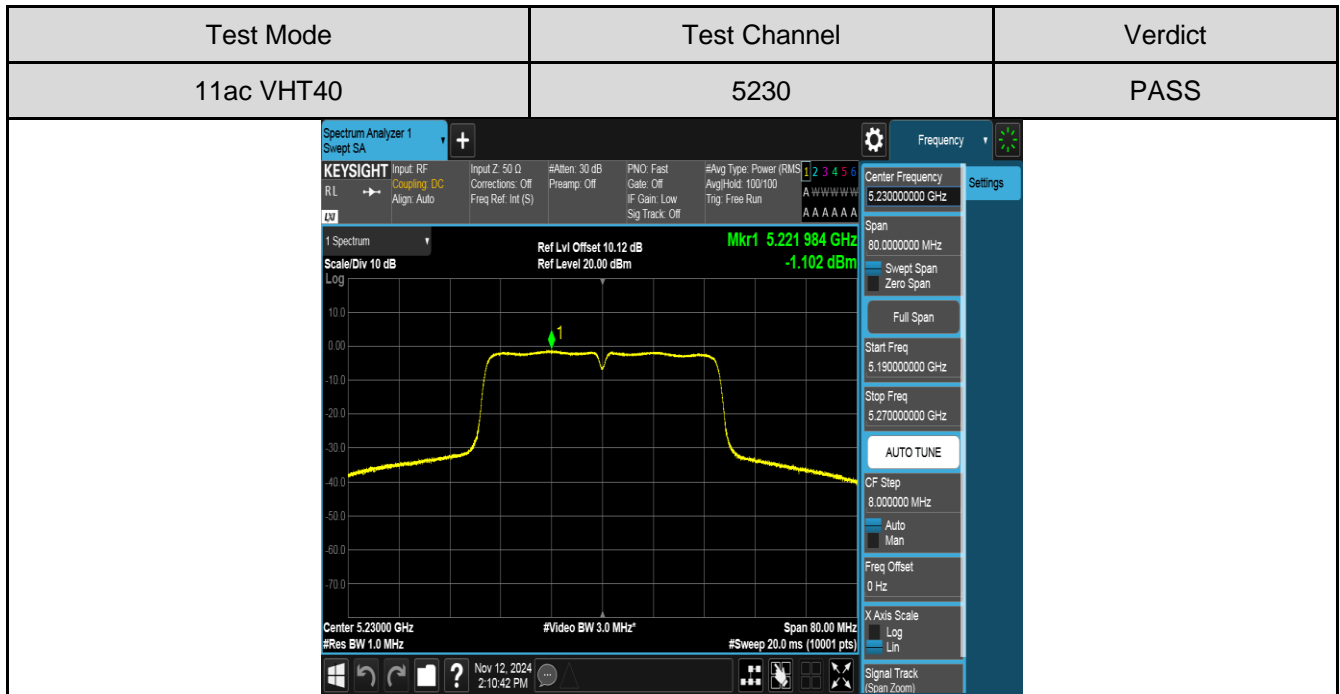 Test Mode
Test Channel
Verdict
11ac VHT40
5230
PASS
Spectrum Analyzer 1
Swept SA
+
Frequency
KEYSIGHT
RL
LXI
Input: RF
Coupling: DC
Align: Auto
Input Z: 50 Ω
Corrections: Off
Freq Ref: Int (S)
#Atten: 30 dB
Preamp: Off
PNO: Fast
Gate: Off
IF Gain: Low
Sig Track: Off
#Avg Type: Power (RMS
Avg|Hold: 100/100
Trig: Free Run
1 2 3 4 5 6
A W W W W W
A A A A A A
1 Spectrum
Scale/Div 10 dB
Log
Ref Lvl Offset 10.12 dB
Ref Level 20.00 dBm
Mkr1 5.221 984 GHz
-1.102 dBm
10.0
0.00
-10.0
-20.0
-30.0
-40.0
-50.0
-60.0
-70.0
1
Center 5.23000 GHz
#Res BW 1.0 MHz
#Video BW 3.0 MHz*
Span 80.00 MHz
#Sweep 20.0 ms (10001 pts)
?
Nov 12, 2024
2:10:42 PM
Center Frequency
5.230000000 GHz
Settings
Span
80.0000000 MHz
Swept Span
Zero Span
Full Span
Start Freq
5.190000000 GHz
Stop Freq
5.270000000 GHz
AUTO TUNE
CF Step
8.000000 MHz
Auto
Man
Freq Offset
0 Hz
X Axis Scale
Log
Lin
Signal Track
(Span Zoom)